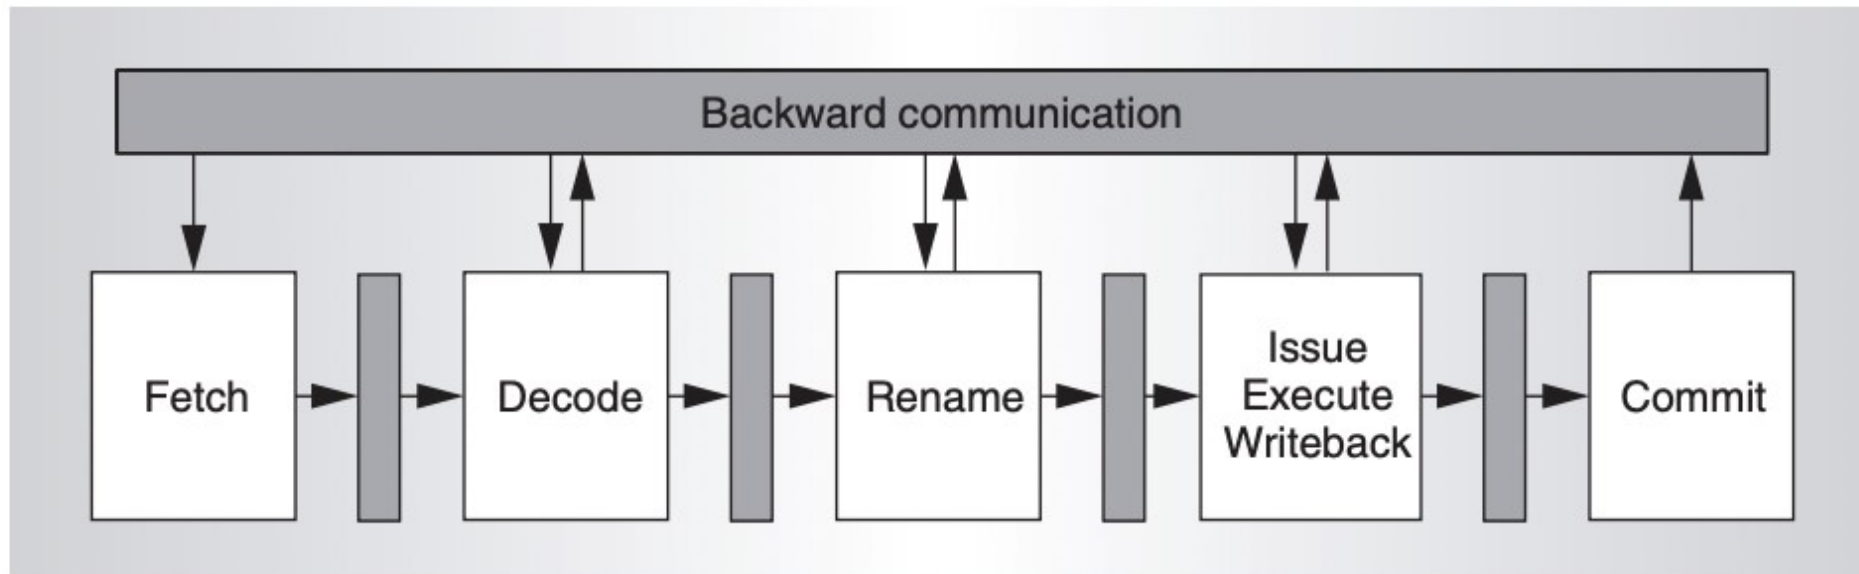 Backward communication
Fetch
Decode
Rename
Issue
Execute
Writeback
Commit